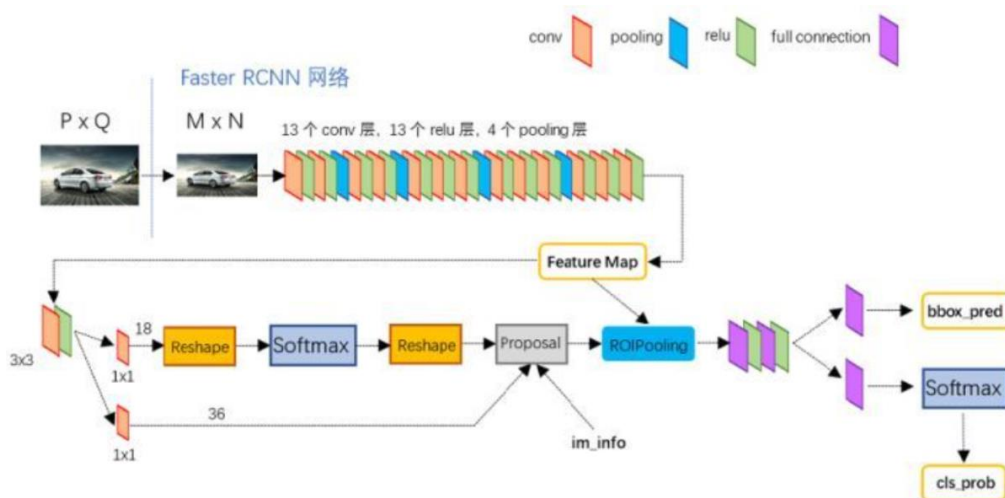 conv
pooling
relu
full connection
Faster RCNN 网络
P x Q
M x N
13 个 conv 层, 13 个 relu 层, 4 个 pooling 层
Feature Map
3x3
1x1
18
Reshape
Softmax
Reshape
Proposal
ROIPooling
bbox_pred
Softmax
cls_prob
1x1
36
im_info